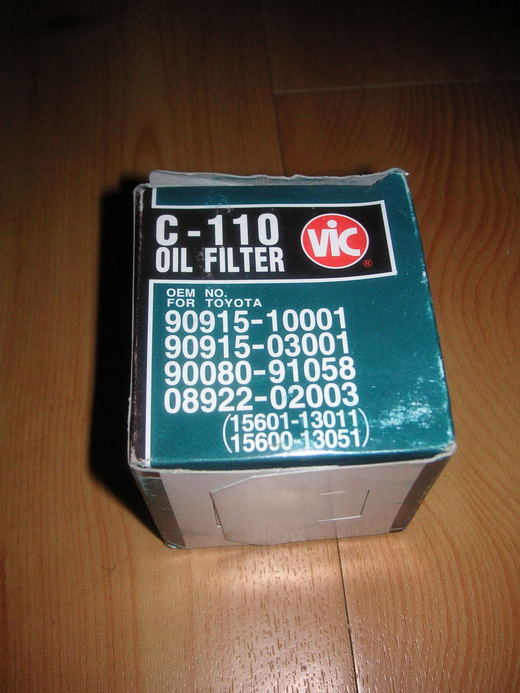 C-110
OIL FILTER
VIC
®
OEM NO.
FOR TOYOTA
90915-10001
90915-03001
90080-91058
08922-02003
(15601-13011)
(15600-13051)